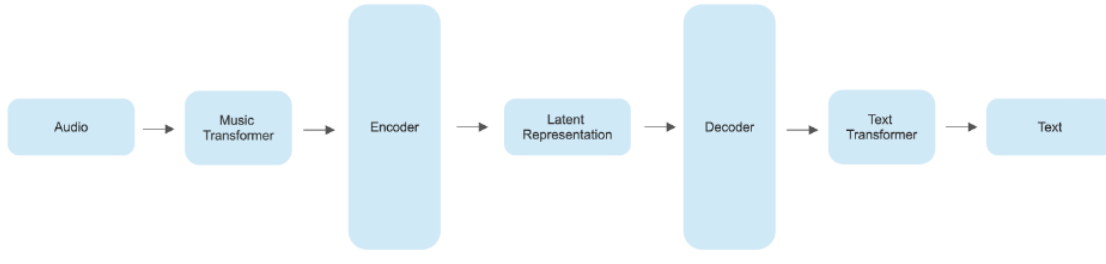 Audio
Music
Transformer
Encoder
Latent
Representation
Decoder
Text
Transformer
Text